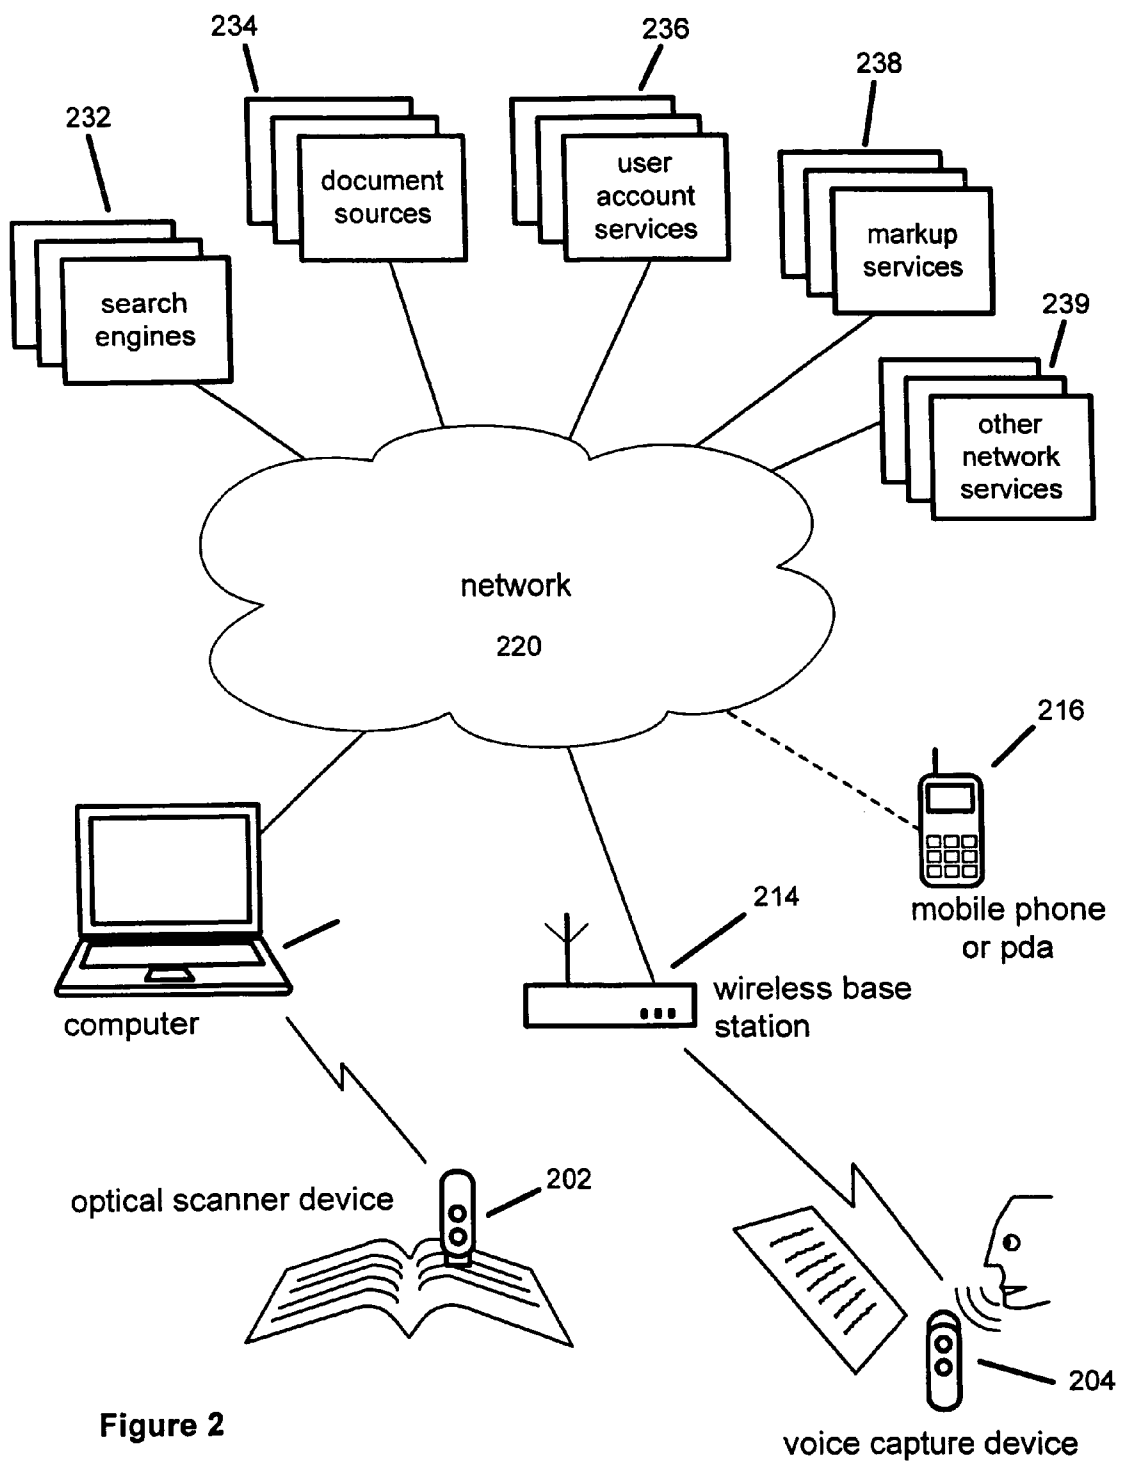 234
236
238
232
document
sources
user
account
services
markup
services
search
engines
239
other
network
services
network
220
216
mobile phone
or pda
214
wireless base
station
computer
optical scanner device
202
204
Figure 2
voice capture device